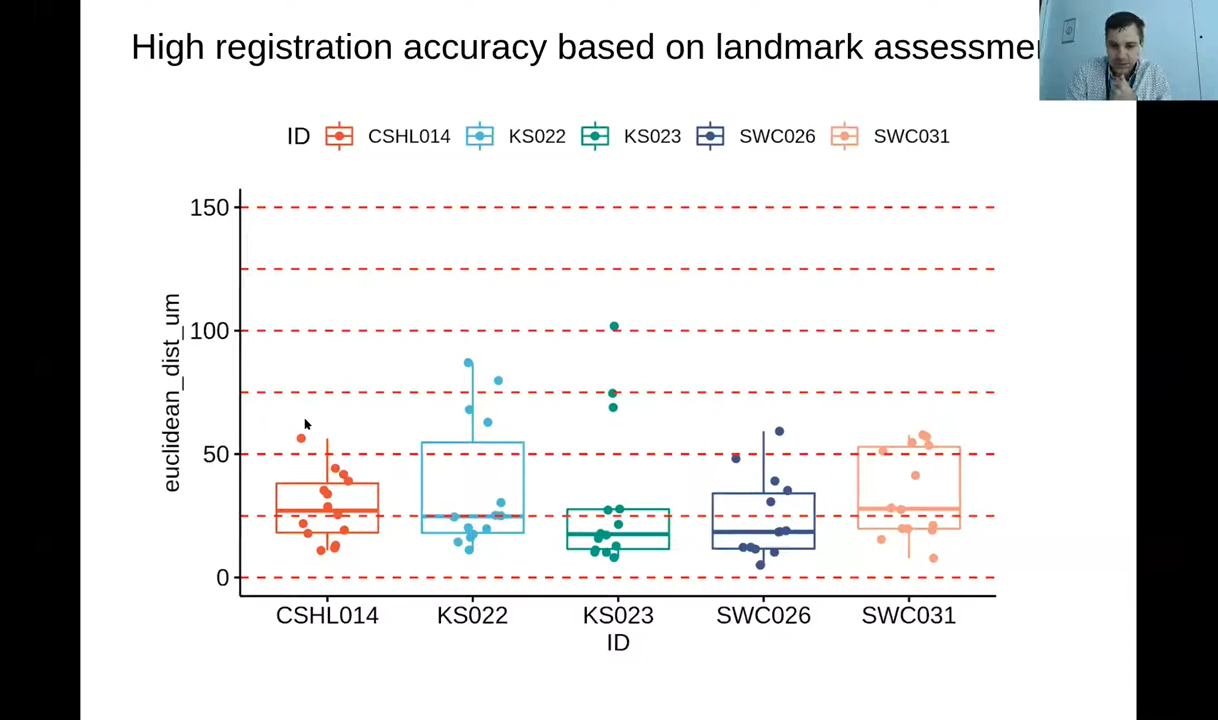 High registration accuracy based on landmark
ID CSHL014 KS022 KS023 SWC026 SWC031
150
100
50
0
euclidean_dist_um
CSHL014 KS022 KS023 SWC026 SWC031
ID